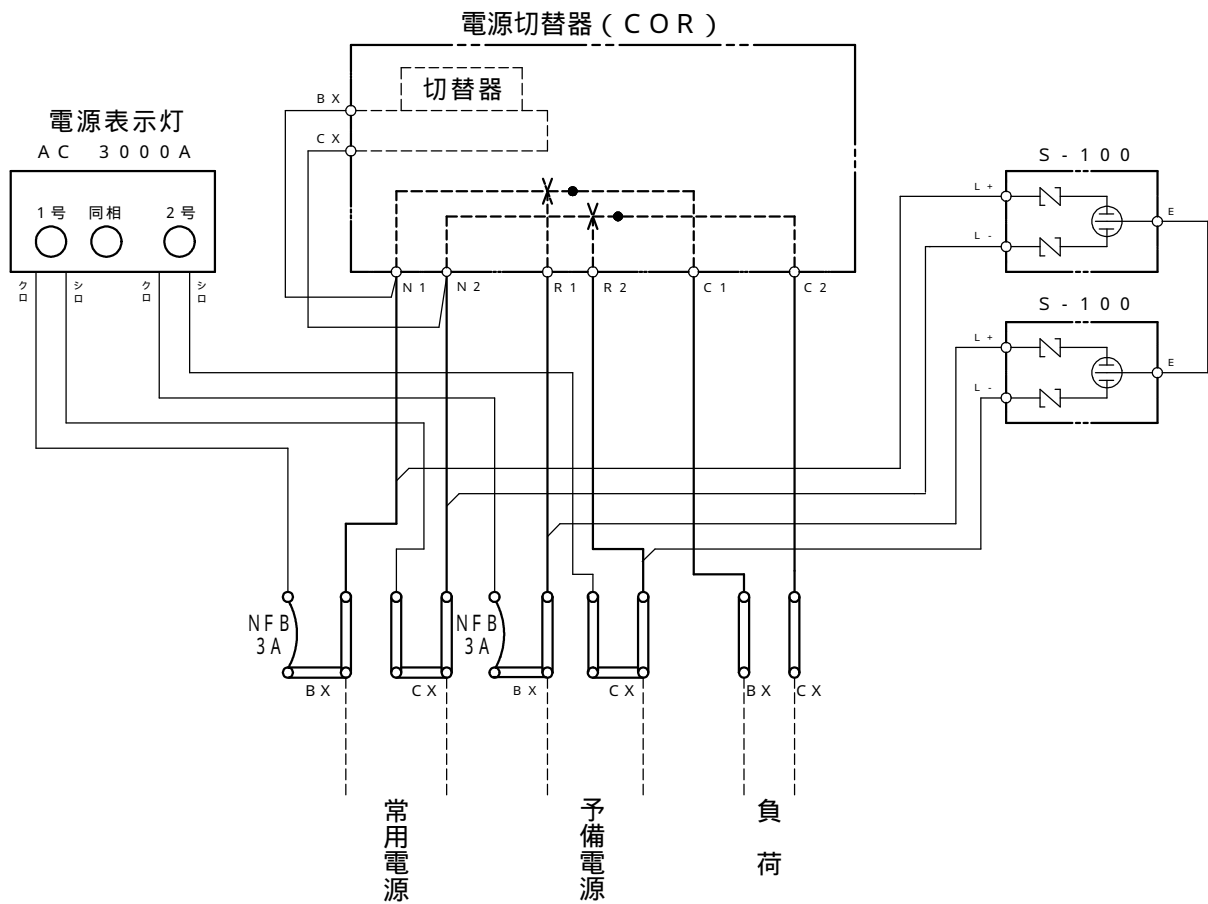 電源切替器(COR)
切替器
BX
CX
電源表示灯
AC 3000A
1号 同相 2号
クロ
シロ
クロ
シロ
N1 N2 R1 R2 C1 C2
S-100
L+
L-
E
S-100
L+
L-
E
NFB
3A
NFB
3A
BX CX BX CX BX CX
常用電源
予備電源
負荷